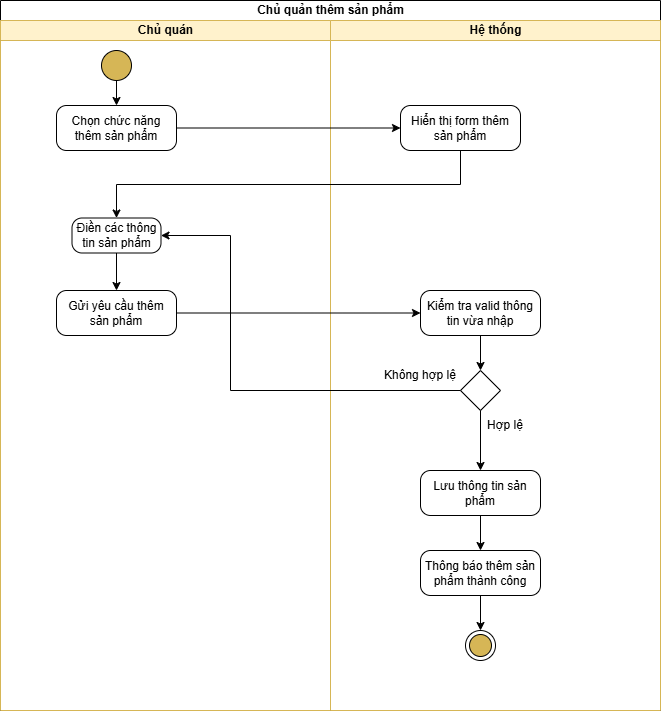 Chủ quản thêm sản phẩm
Chủ quán
Hệ thống
Chọn chức năng
thêm sản phẩm
Hiển thị form thêm
sản phẩm
Điền các thông
tin sản phẩm
Gửi yêu cầu thêm
sản phẩm
Kiểm tra valid thông
tin vừa nhập
Không hợp lệ
Hợp lệ
Lưu thông tin sản
phẩm
Thông báo thêm sản
phẩm thành công